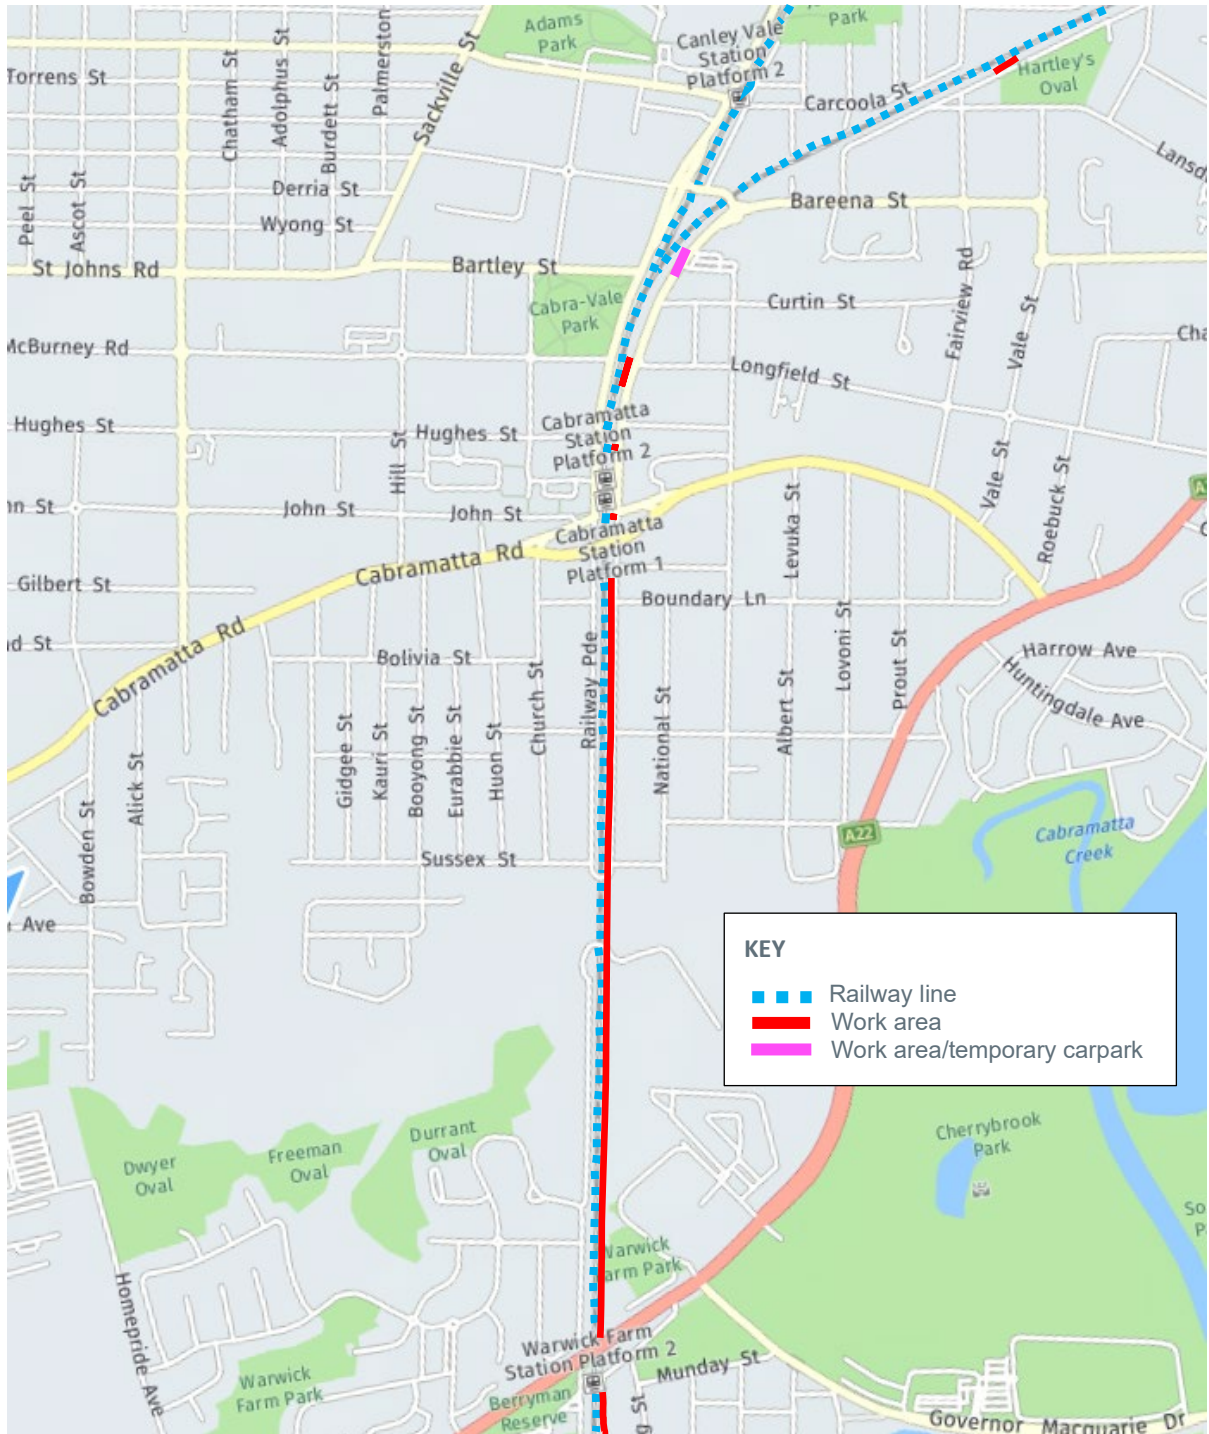 Adams
Park
Canley Vale
Station
Platform 2
Park
Hartley's
Oval
Torrens St
Chatham St
Adolphus St
Burdett St
Palmerston
Sackville St
Carcoola St
Peel St
Ascot St
Derria St
Wyong St
Bareena St
St Johns Rd
Bartley St
Cabra-Vale
Park
Curtin St
Fairview Rd
Vale St
McBurney Rd
Longfield St
Cha
Hughes St
Hughes St
Hill St
Cabramatta
Station
Platform 2
Vale St
Roebuck St
John St
John St
Cabramatta
Station
Platform 1
Levuka St
Cabramatta Rd
Gilbert St
Boundary Ln
Cabramatta Rd
Bolivia St
Church St
Railway Pde
National St
Albert St
Lovoni St
Prout St
Harrow Ave
Huntingdale Ave
Alick St
Gidgee St
Kauri St
Booyong St
Eurabbie St
Huon St
Bowden St
Sussex St
A22
Cabramatta
Creek
Ave
KEY
Railway line
Work area
Work area/temporary carpark
Dwyer
Oval
Freeman
Oval
Durrant
Oval
Cherrybrook
Park
Warwick
Farm Park
Homepride Ave
Warwick Farm
Station Platform 2
Munday St
Warwick
Farm Park
Berryman
Reserve
Governor Macquarie Dr